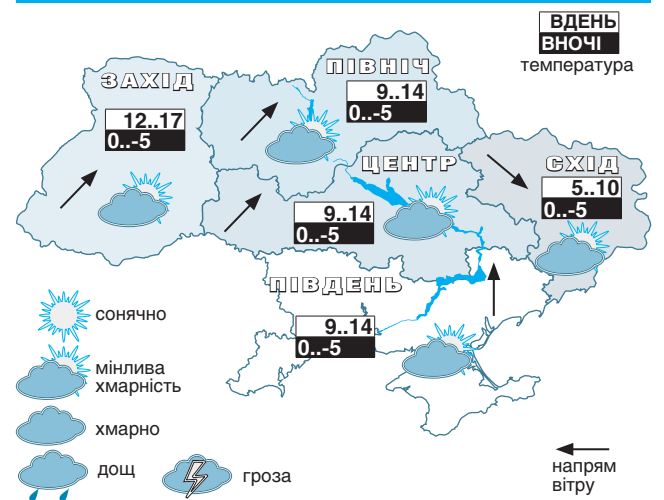 ВДЕНЬ
ВНОЧІ
температура
ЗАХІД
12..17
0..-5
ПІВНІЧ
9..14
0..-5
ЦЕНТР
9..14
0..-5
СХІД
5..10
0..-5
ПІВДЕНЬ
9..14
0..-5
сонячно
мінлива
хмарність
хмарно
дощ
гроза
напрям
вітру